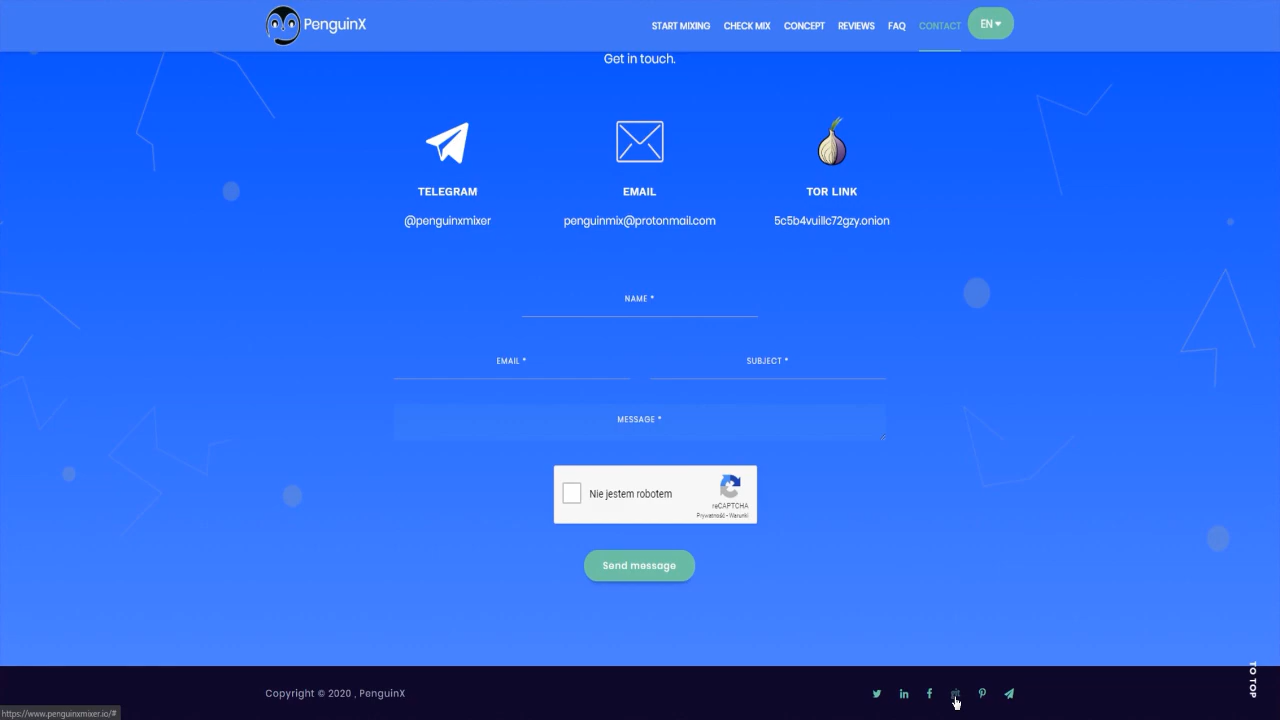 PenguinX
START MIXING CHECK MIX CONCEPT REVIEWS FAQ CONTACT EN
Get in touch.
TELEGRAM EMAIL TOR LINK
@penguinxmixer penguinmix@protonmail.com 5c5b4vuillc72gzy.onion
NAME *
EMAIL * SUBJECT *
MESSAGE *
Nie jestem robotem
reCAPTCHA
Prywatność - Warunki
Send message
TO TOP
Copyright © 2020 , PenguinX
https://www.penguinxmixer.io/#